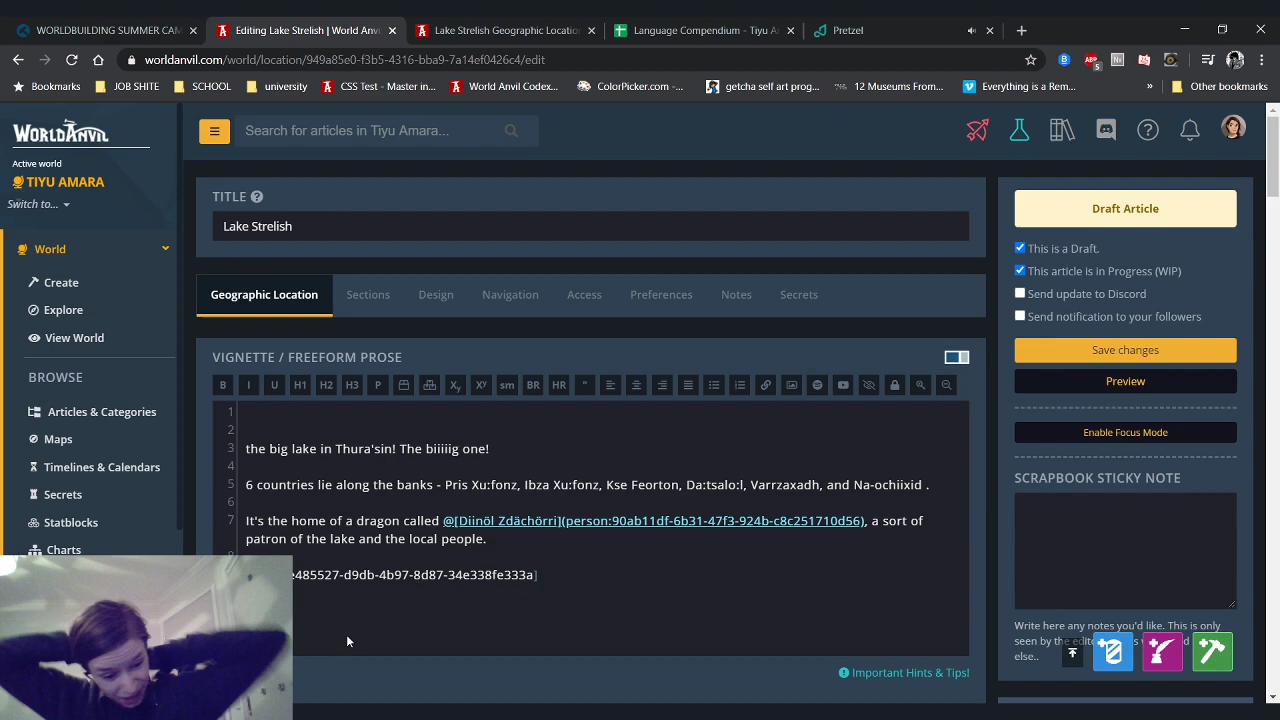 WORLDBUILDING SUMMER CAM
Editing Lake Strelish | World Anvi
Lake Strelish Geographic Locatio
Language Compendium - Tiyu A
Pretzel
worldanvil.com/world/location/949a85e0-f3b5-4316-bba9-7a14ef0426c4/edit
Bookmarks
JOB SHITE
SCHOOL
university
CSS Test - Master in...
World Anvil Codex...
ColorPicker.com -...
getcha self art prog...
12 Museums From...
Everything is a Rem...
»
Other bookmarks
WORLDANVIL
Search for articles in Tiyu Amara...
Active world
TIYU AMARA
Switch to...
World
Create
Explore
View World
BROWSE
Articles & Categories
Maps
Timelines & Calendars
Secrets
Statblocks
Charts
TITLE
Lake Strelish
Geographic Location
Sections
Design
Navigation
Access
Preferences
Notes
Secrets
VIGNETTE / FREEFORM PROSE
B I U H1 H2 H3 P Xy Xy sm BR HR "
1
2
3 the big lake in Thura'sin! The biiiiig one!
4
5 6 countries lie along the banks - Pris Xu:fonz, Ibza Xu:fonz, Kse Feorton, Da:tsalo:l, Varrzaxadh, and Na-ochiixid .
6
7 It's the home of a dragon called @[Diinöl Zdächörri](person:90ab11df-6b31-47f3-924b-c8c251710d56), a sort of
patron of the lake and the local people.
8
485527-d9db-4b97-8d87-34e338fe333a]
Important Hints & Tips!
Draft Article
This is a Draft.
This article is in Progress (WIP)
Send update to Discord
Send notification to your followers
Save changes
Preview
Enable Focus Mode
SCRAPBOOK STICKY NOTE
Write here any notes you'd like. This is only
seen by the edito
else..